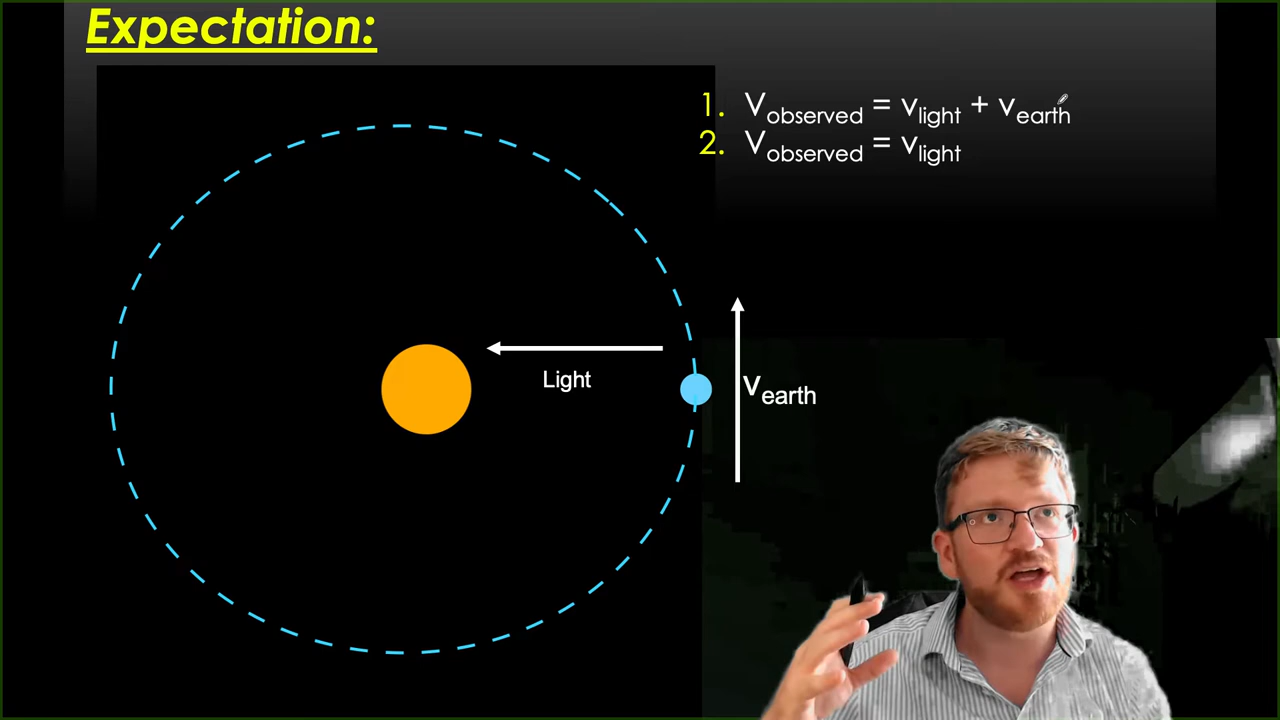 Expectation:
1. Vobserved = vlight + vearth
2. Vobserved = vlight
Light
vearth